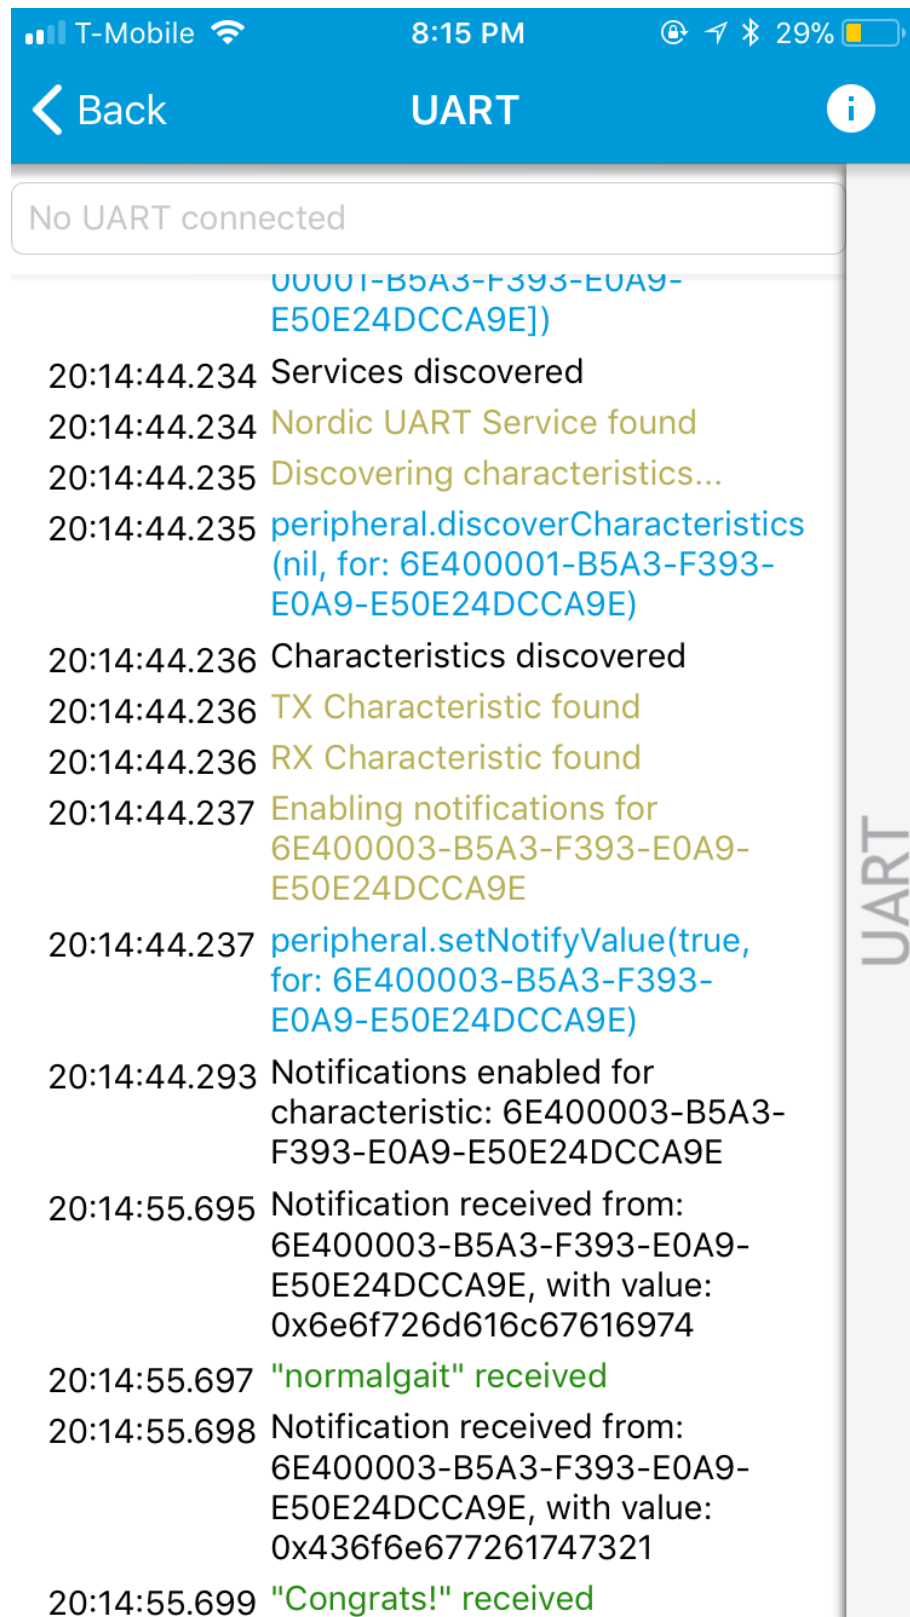 T-Mobile 8:15 PM 29%
Back UART i
No UART connected
00001-B5A3-F393-E0A9-
E50E24DCCA9E])
20:14:44.234 Services discovered
20:14:44.234 Nordic UART Service found
20:14:44.235 Discovering characteristics...
20:14:44.235 peripheral.discoverCharacteristics
(nil, for: 6E400001-B5A3-F393-
E0A9-E50E24DCCA9E)
20:14:44.236 Characteristics discovered
20:14:44.236 TX Characteristic found
20:14:44.236 RX Characteristic found
20:14:44.237 Enabling notifications for
6E400003-B5A3-F393-E0A9-
E50E24DCCA9E
20:14:44.237 peripheral.setNotifyValue(true,
for: 6E400003-B5A3-F393-
E0A9-E50E24DCCA9E)
20:14:44.293 Notifications enabled for
characteristic: 6E400003-B5A3-
F393-E0A9-E50E24DCCA9E
20:14:55.695 Notification received from:
6E400003-B5A3-F393-E0A9-
E50E24DCCA9E, with value:
0x6e6f726d616c67616974
20:14:55.697 "normalgait" received
20:14:55.698 Notification received from:
6E400003-B5A3-F393-E0A9-
E50E24DCCA9E, with value:
0x436f6e677261747321
20:14:55.699 "Congrats!" received
UART